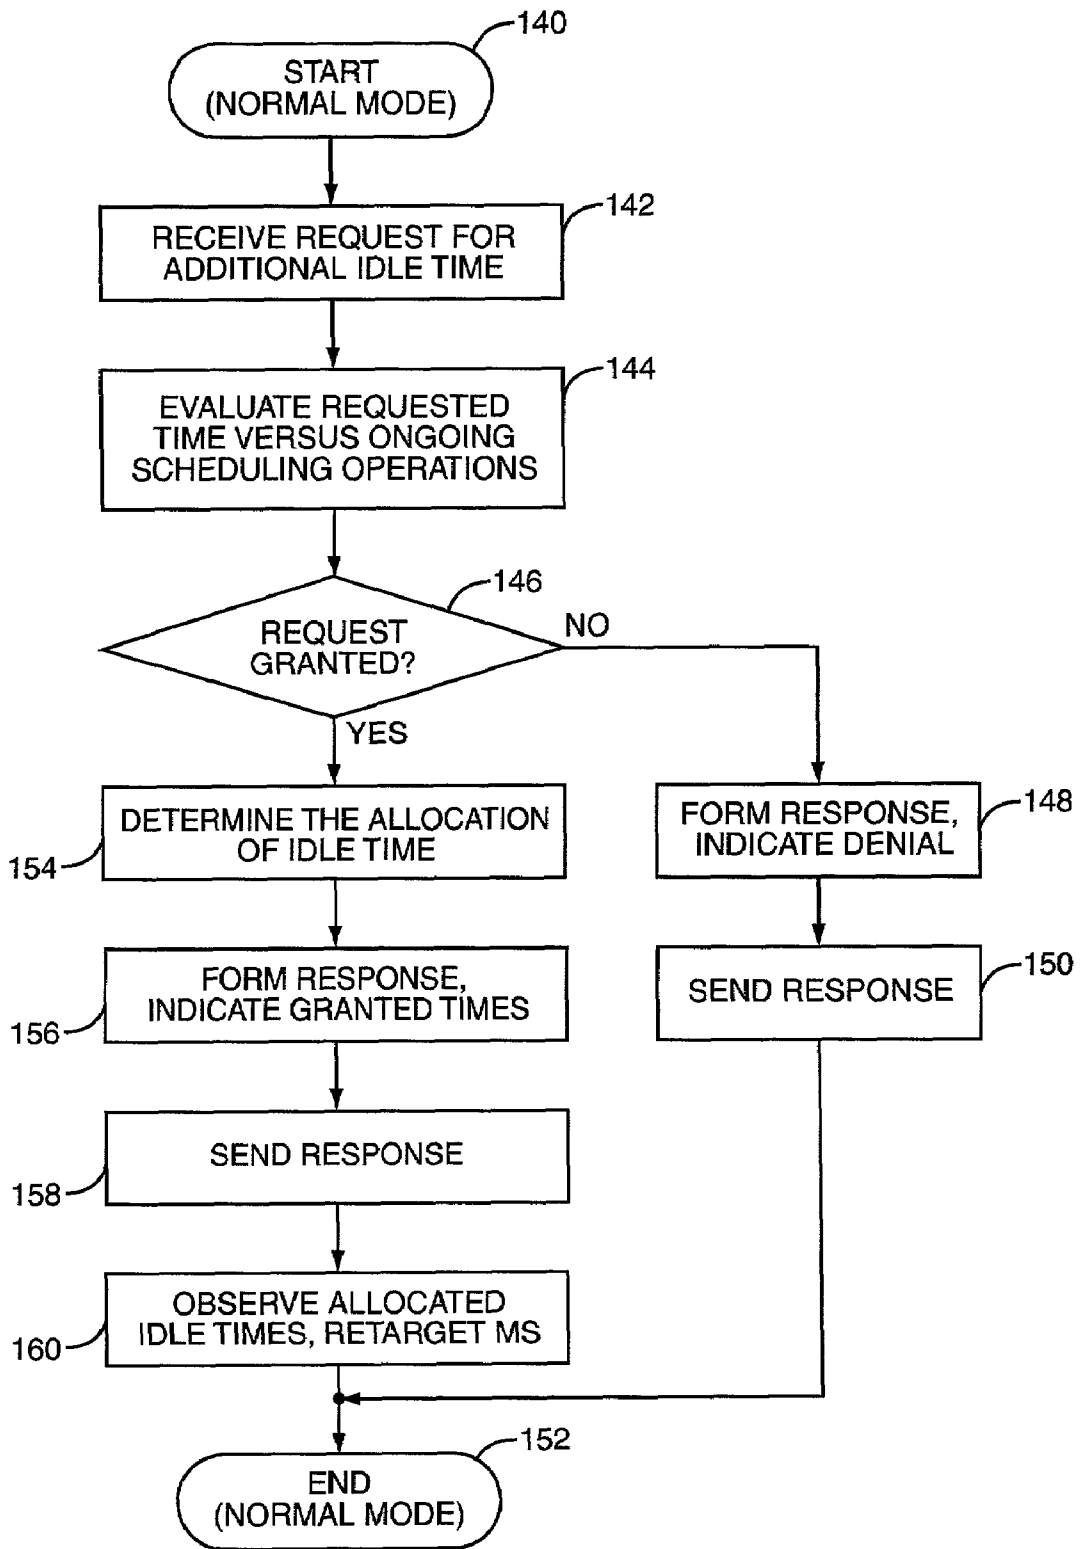 140
START
(NORMAL MODE)
142
RECEIVE REQUEST FOR
ADDITIONAL IDLE TIME
144
EVALUATE REQUESTED
TIME VERSUS ONGOING
SCHEDULING OPERATIONS
146
REQUEST
GRANTED?
NO
YES
DETERMINE THE ALLOCATION
OF IDLE TIME
154
FORM RESPONSE,
INDICATE DENIAL
148
FORM RESPONSE,
INDICATE GRANTED TIMES
156
SEND RESPONSE
150
SEND RESPONSE
158
OBSERVE ALLOCATED
IDLE TIMES, RETARGET MS
160
152
END
(NORMAL MODE)